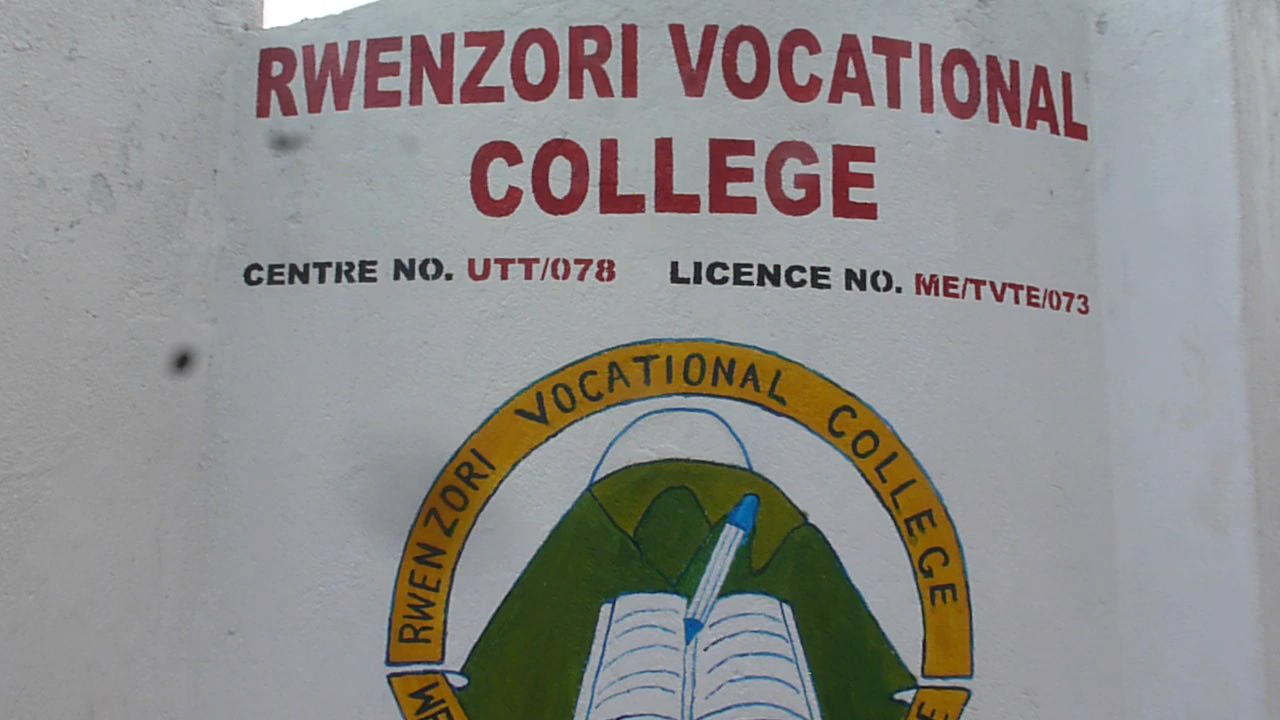 RWENZORI VOCATIONAL
COLLEGE
CENTRE NO. UTT/078 LICENCE NO. ME/TVTE/073
RWENZORI VOCATIONAL COLLEGE